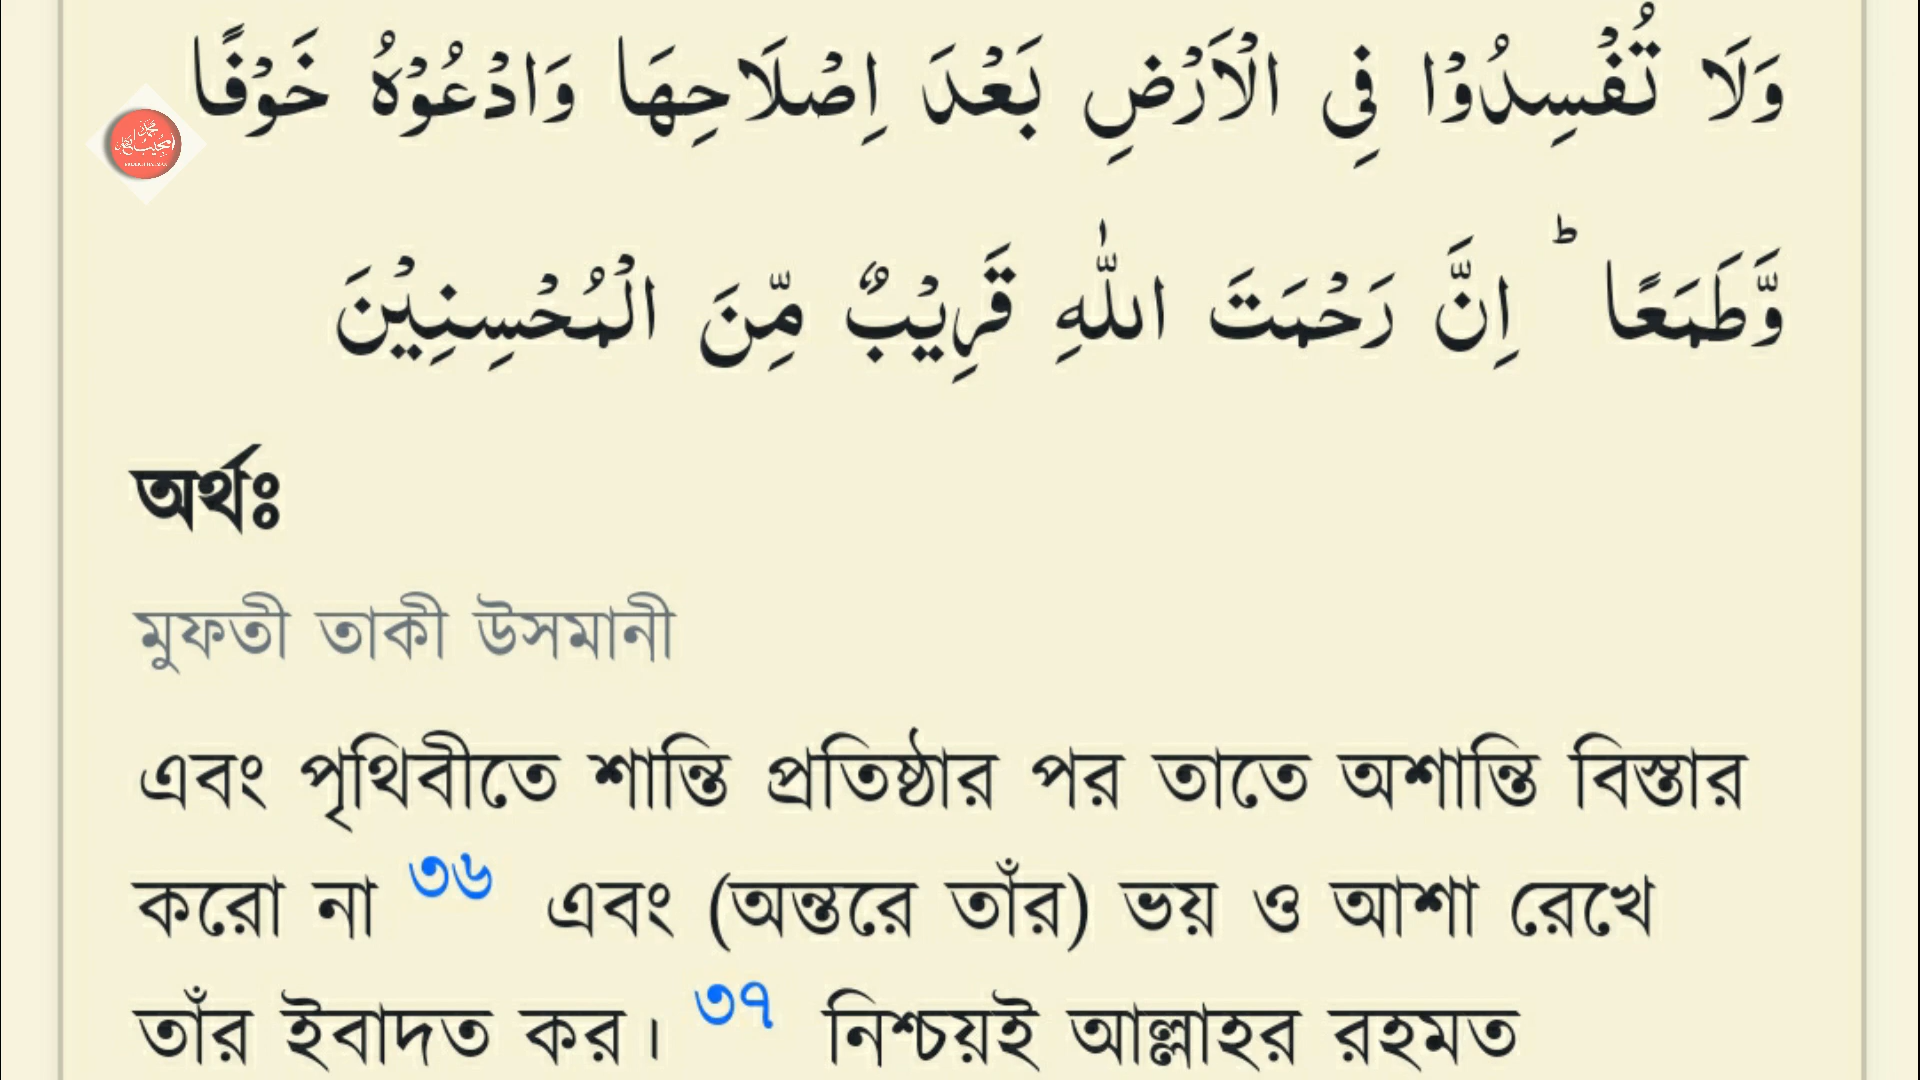 وَلَا تُفۡسِدُوۡا فِی الۡاَرۡضِ بَعۡدَ اِصۡلَاحِهَا وَادۡعُوۡهُ خَوۡفًا
وَّطَمَعًا ؕ اِنَّ رَحۡمَتَ اللّٰهِ قَرِیۡبٌ مِّنَ الۡمُحۡسِنِیۡنَ
অর্থঃ
মুফতী তাকী উসমানী
এবং পৃথিবীতে শান্তি প্রতিষ্ঠার পর তাতে অশান্তি বিস্তার
করো না ৩৬ এবং (অন্তরে তাঁর) ভয় ও আশা রেখে
তাঁর ইবাদত কর। ৩৭ নিশ্চয়ই আল্লাহর রহমত